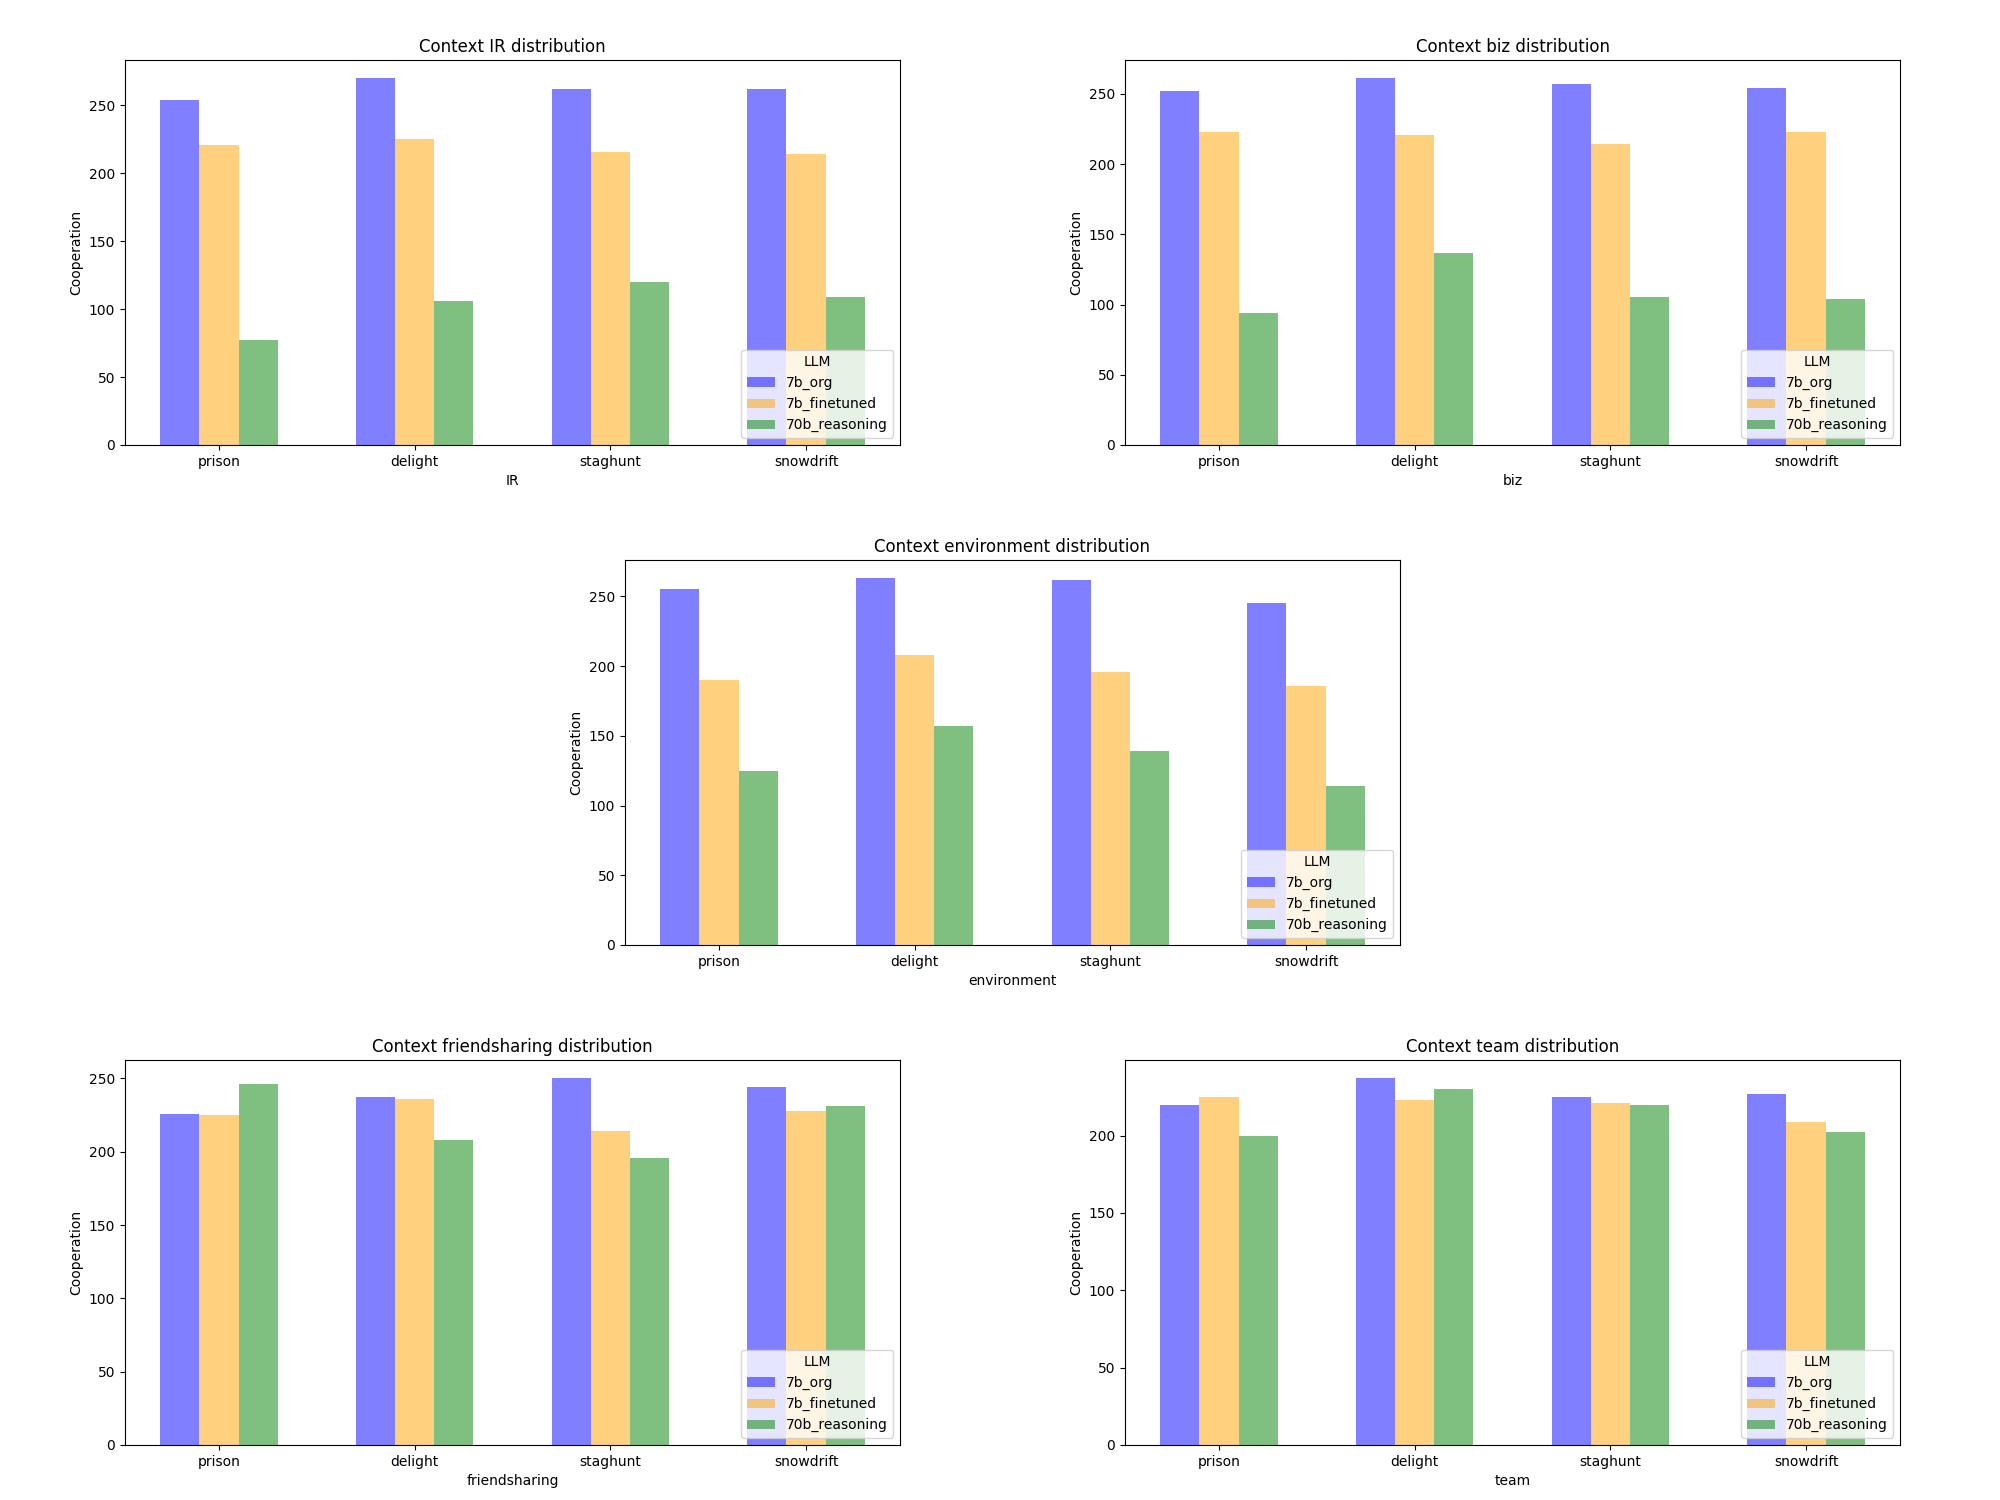 Context IR distribution
Cooperation
250
200
150
100
50
0
prison delight staghunt snowdrift
IR
LLM
7b_org
7b_finetuned
70b_reasoning
Context biz distribution
Cooperation
250
200
150
100
50
0
prison delight staghunt snowdrift
biz
LLM
7b_org
7b_finetuned
70b_reasoning
Context environment distribution
Cooperation
250
200
150
100
50
0
prison delight staghunt snowdrift
environment
LLM
7b_org
7b_finetuned
70b_reasoning
Context friendsharing distribution
Cooperation
250
200
150
100
50
0
prison delight staghunt snowdrift
friendsharing
LLM
7b_org
7b_finetuned
70b_reasoning
Context team distribution
Cooperation
200
150
100
50
0
prison delight staghunt snowdrift
team
LLM
7b_org
7b_finetuned
70b_reasoning